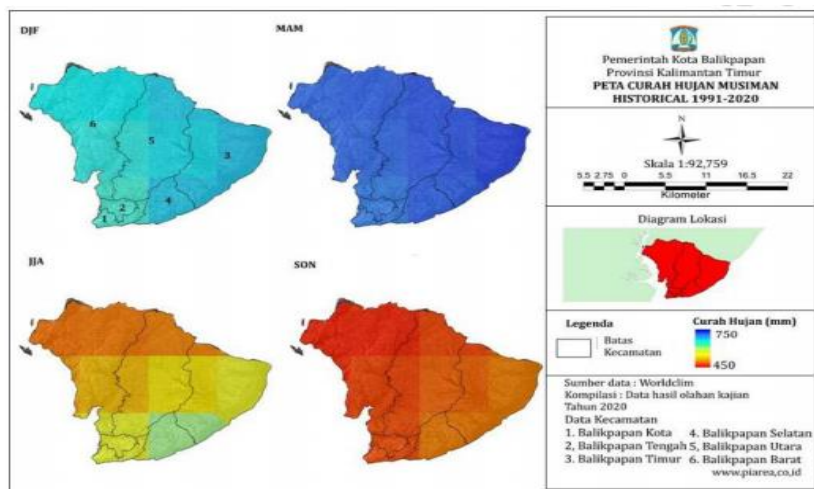 DJF
MAM
6
5
3
2
1
4
JJA
SON
Pemerintah Kota Balikpapan
Provinsi Kalimantan Timur
PETA CURAH HUJAN MUSIMAN
HISTORICAL 1991-2020
N
Skala 1:92,759
5.5 2.75 0 5.5 11 16.5 22
Kilometer
Diagram Lokasi
Legenda
Batas
Kecamatan
Curah Hujan (mm)
750
450
Sumber data : Worldclim
Kompilasi : Data hasil olahan kajian
Tahun 2020
Data Kecamatan
1. Balikpapan Kota 4. Balikpapan Selatan
2, Balikpapan Tengah 5, Balikpapan Utara
3. Balikpapan Timur 6. Balikpapan Barat
www.piarea,co,id